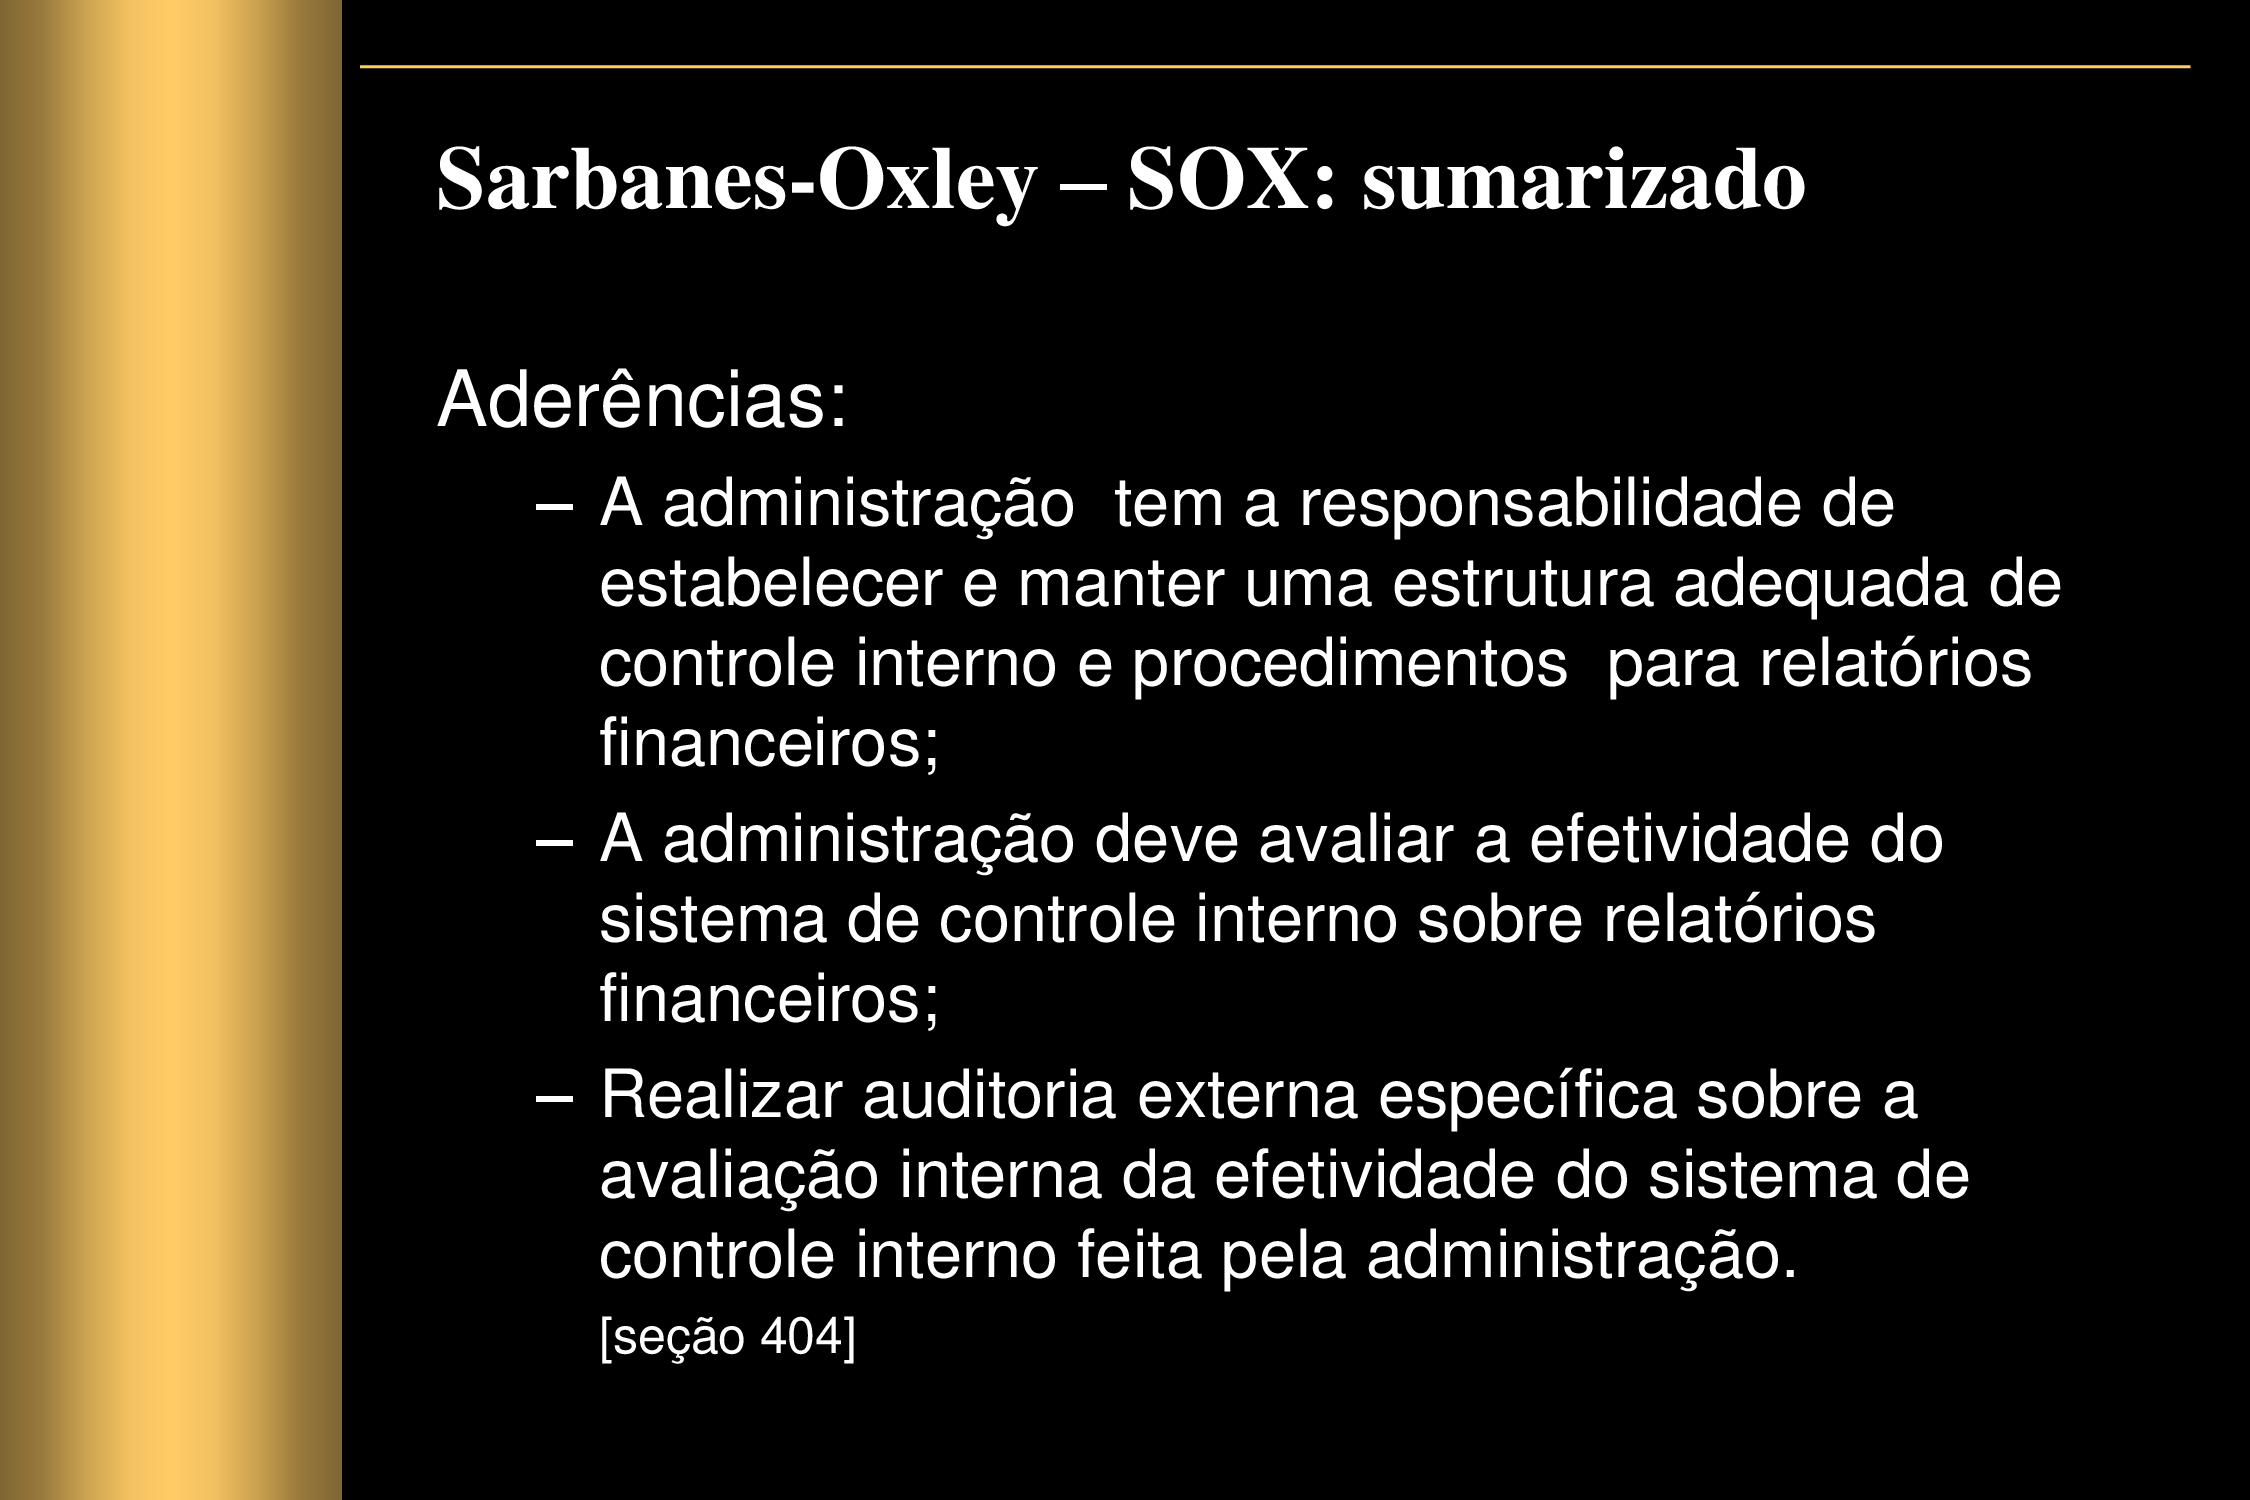 Sarbanes-Oxley – SOX: sumarizado
Aderências:
– A administração  tem a responsabilidade de
estabelecer e manter uma estrutura adequada de
controle interno e procedimentos  para relatórios
financeiros;
– A administração deve avaliar a efetividade do
sistema de controle interno sobre relatórios
financeiros;
– Realizar auditoria externa específica sobre a
avaliação interna da efetividade do sistema de
controle interno feita pela administração.
[seção 404]